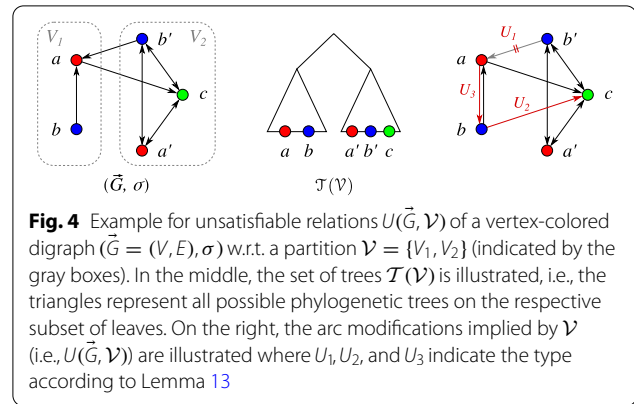 V₁ V₂ b′ a c b a′
(G⃗, σ)
a b a′ b′ c
𝒯(𝒱)
U₁ b′ a U₃ U₂ c b a′
Fig. 4 Example for unsatisfiable relations U(G⃗, 𝒱) of a vertex-colored
digraph (G⃗ = (V, E), σ) w.r.t. a partition 𝒱 = {V₁, V₂} (indicated by the
gray boxes). In the middle, the set of trees 𝒯(𝒱) is illustrated, i.e., the
triangles represent all possible phylogenetic trees on the respective
subset of leaves. On the right, the arc modifications implied by 𝒱
(i.e., U(G⃗, 𝒱)) are illustrated where U₁, U₂, and U₃ indicate the type
according to Lemma 13